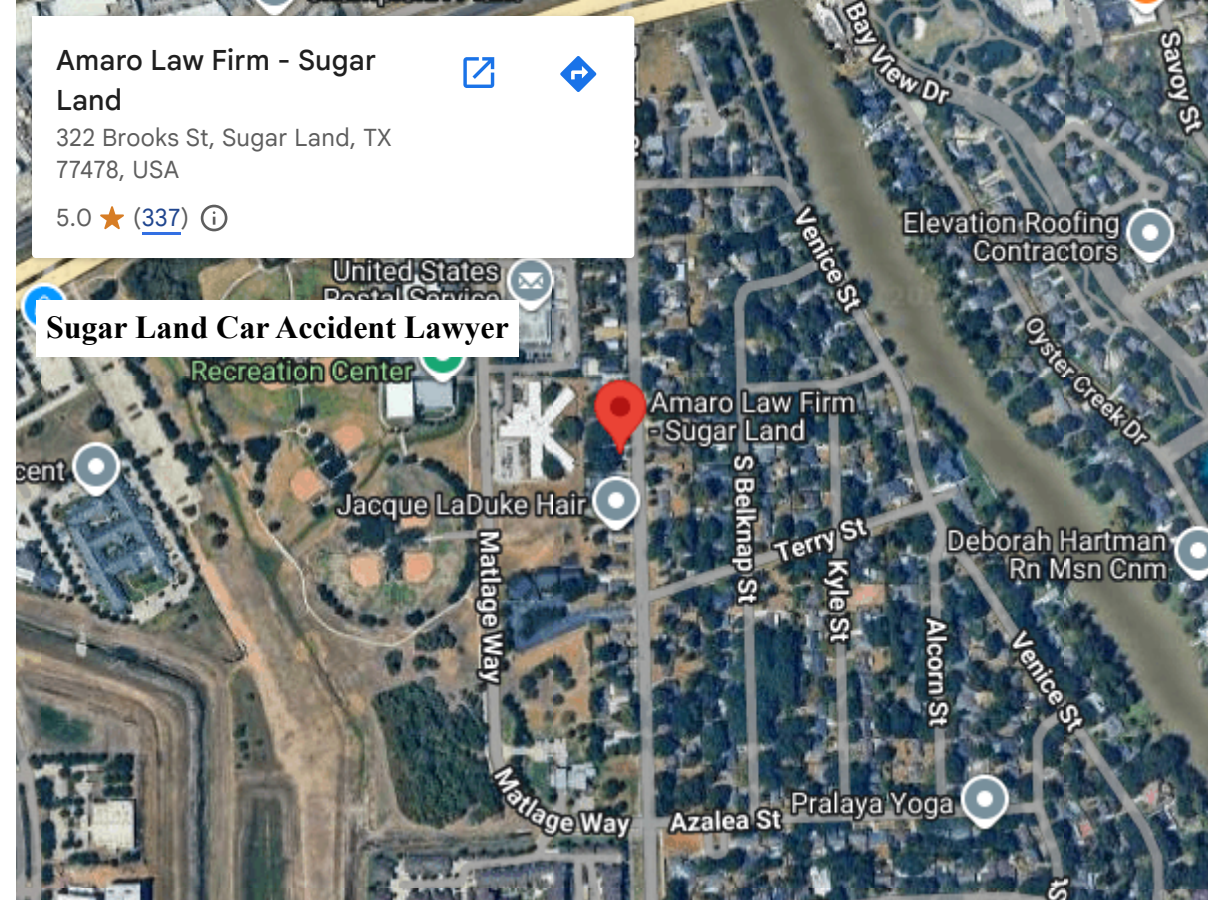 Amaro Law Firm - Sugar
Land
322 Brooks St, Sugar Land, TX
77478, USA
5.0 ★ (337)
Bay View Dr
Savoy St
Venice St
Elevation Roofing
Contractors
United States
Postal Service
Sugar Land Car Accident Lawyer
Recreation Center
Oyster Creek Dr
Amaro Law Firm
- Sugar Land
cent
Jacque LaDuke Hair
S Belknap St
Terry St
Deborah Hartman
Rn Msn Cnm
Matlage Way
Kyle St
Alcorn St
Venice St
Matlage Way
Azalea St
Pralaya Yoga